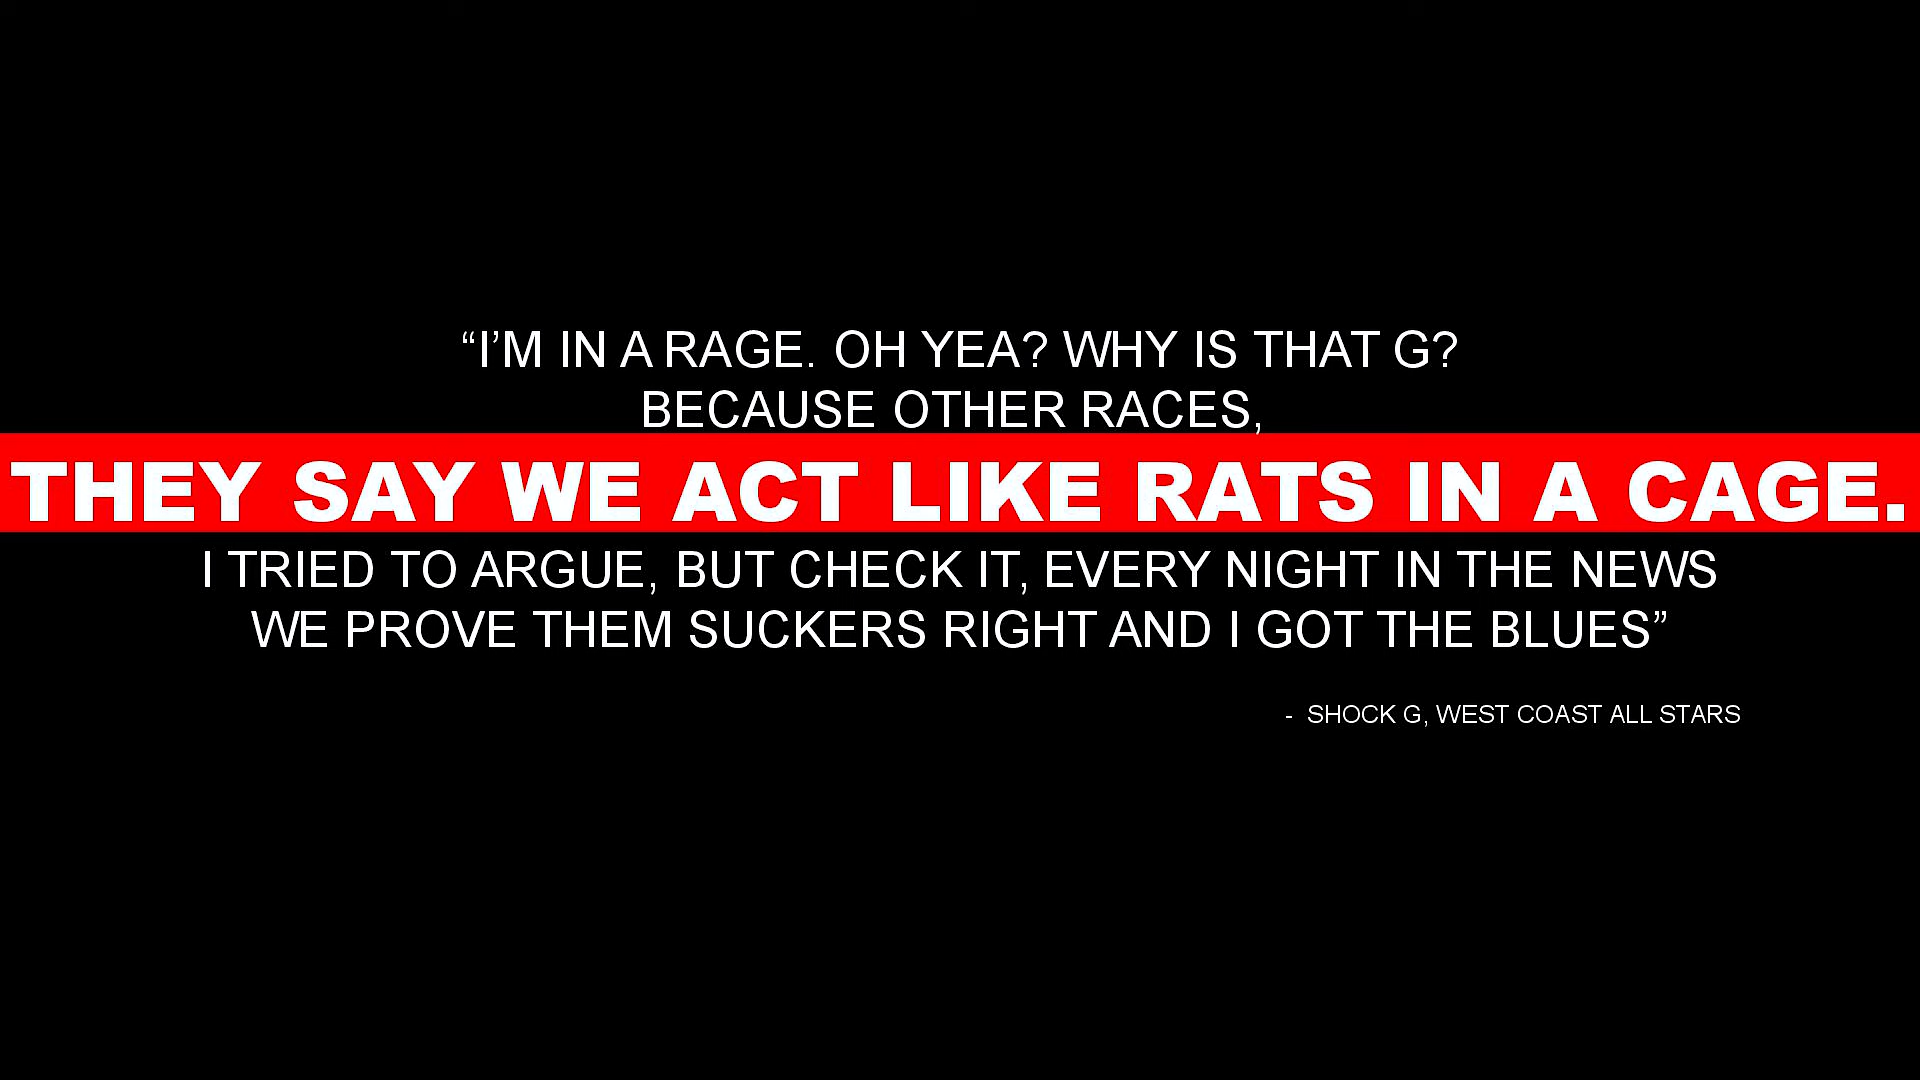 “I’M IN A RAGE. OH YEA? WHY IS THAT G?
BECAUSE OTHER RACES,
THEY SAY WE ACT LIKE RATS IN A CAGE.
I TRIED TO ARGUE, BUT CHECK IT, EVERY NIGHT IN THE NEWS
WE PROVE THEM SUCKERS RIGHT AND I GOT THE BLUES”
- SHOCK G, WEST COAST ALL STARS